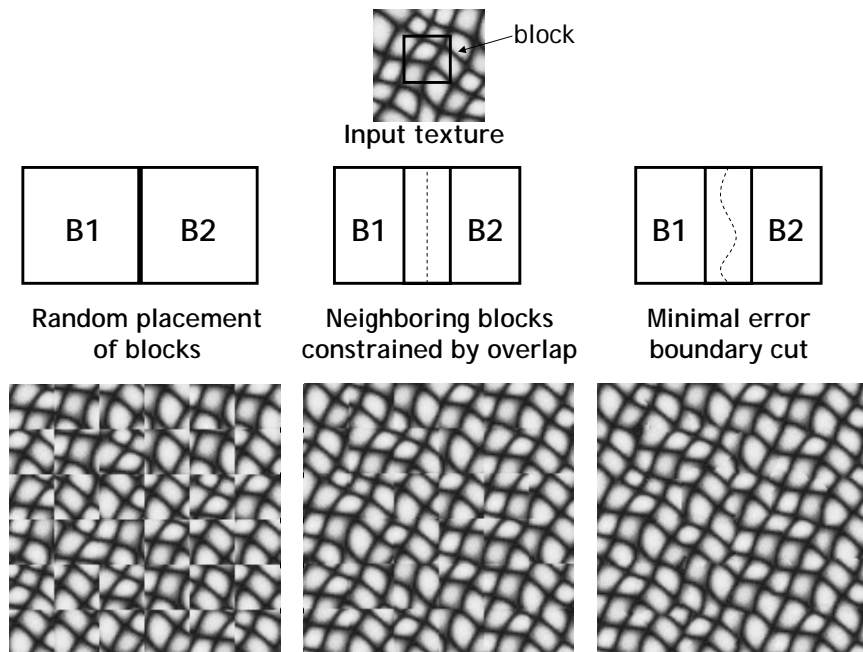 block
Input texture
B1
B2
B1
B2
B1
B2
Random placement
of blocks
Neighboring blocks
constrained by overlap
Minimal error
boundary cut